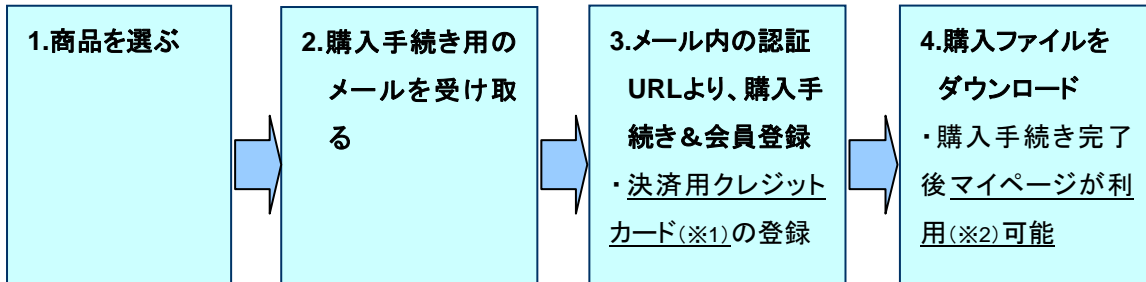 1.商品を選ぶ
2.購入手続き用の
メールを受け取
る
3.メール内の認証
URLより、購入手
続き＆会員登録
・決済用クレジット
カード(※1)の登録
4.購入ファイルを
ダウンロード
・購入手続き完了
後マイページが利
用(※2)可能